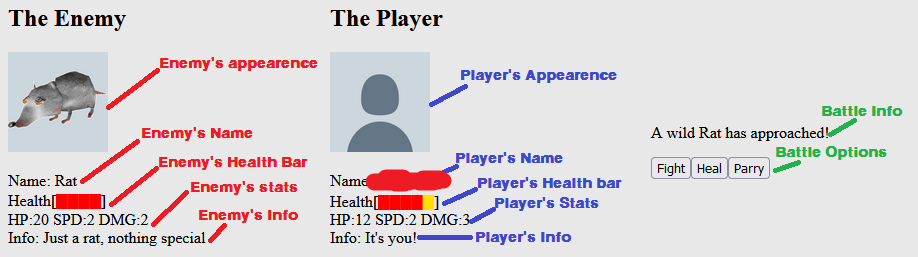 The Enemy
Enemy's appearence
Enemy's Name
Enemy's Health Bar
Name: Rat
Enemy's stats
Health[ ]
HP:20 SPD:2 DMG:2
Enemy's Info
Info: Just a rat, nothing special
The Player
Player's Appearence
Player's Name
Name
Player's Health bar
Health[ ]
Player's Stats
HP:12 SPD:2 DMG:3
Info: It's you!
Player's Info
Battle Info
A wild Rat has approached!
Battle Options
Fight Heal Parry